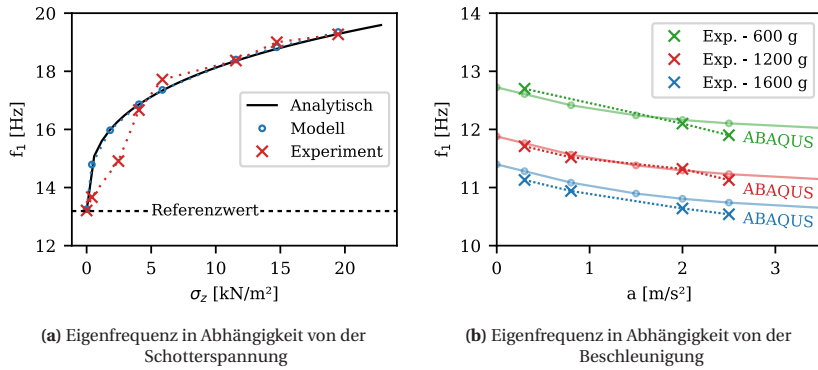 20
18
16
14
12
f₁ [Hz]
Analytisch
Modell
Experiment
Referenzwert
0 5 10 15 20
σ_z [kN/m²]
(a) Eigenfrequenz in Abhängigkeit von der
Schotterspannung
14
13
12
11
10
f₁ [Hz]
Exp. - 600 g
Exp. - 1200 g
Exp. - 1600 g
ABAQUS
ABAQUS
ABAQUS
0 1 2 3
a [m/s²]
(b) Eigenfrequenz in Abhängigkeit von der
Beschleunigung